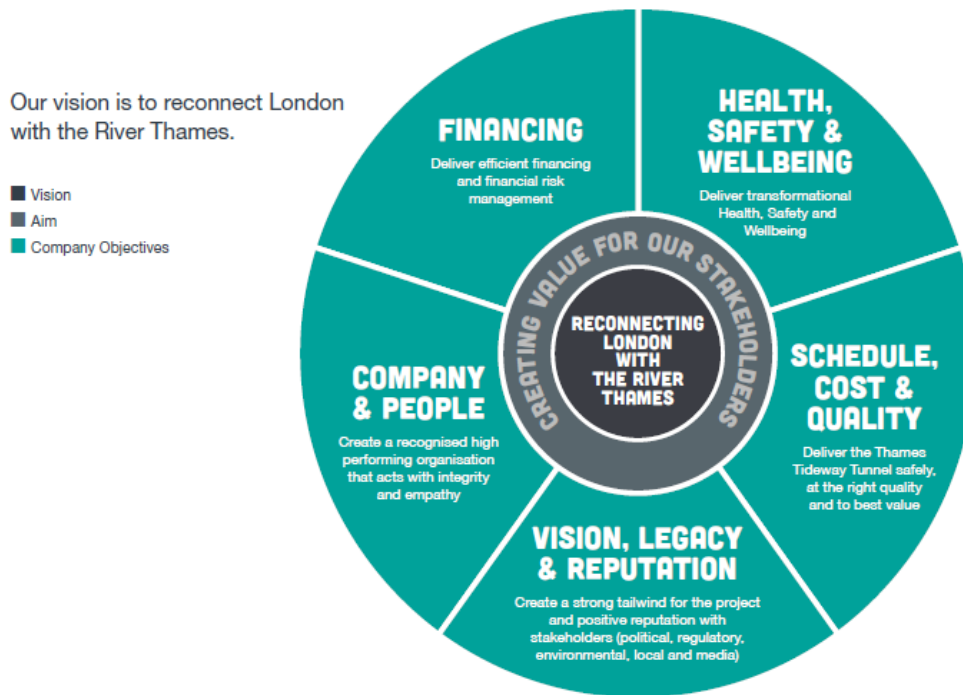 Our vision is to reconnect London
with the River Thames.
Vision
Aim
Company Objectives
FINANCING
Deliver efficient financing
and financial risk
management
HEALTH,
SAFETY &
WELLBEING
Deliver transformational
Health, Safety and
Wellbeing
CREATING VALUE FOR OUR STAKEHOLDERS
RECONNECTING
LONDON
WITH
THE RIVER
THAMES
SCHEDULE,
COST &
QUALITY
Deliver the Thames
Tideway Tunnel safely,
at the right quality
and to best value
COMPANY
& PEOPLE
Create a recognised high
performing organisation
that acts with integrity
and empathy
VISION, LEGACY
& REPUTATION
Create a strong tailwind for the project
and positive reputation with
stakeholders (political, regulatory,
environmental, local and media)